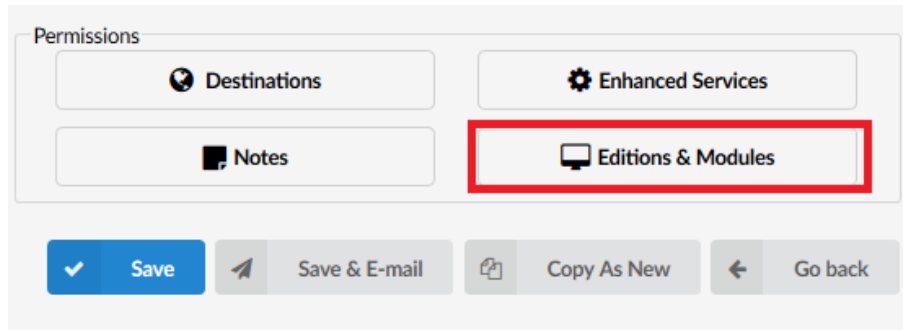 Permissions
Destinations
Enhanced Services
Notes
Editions & Modules
Save
Save & E-mail
Copy As New
Go back